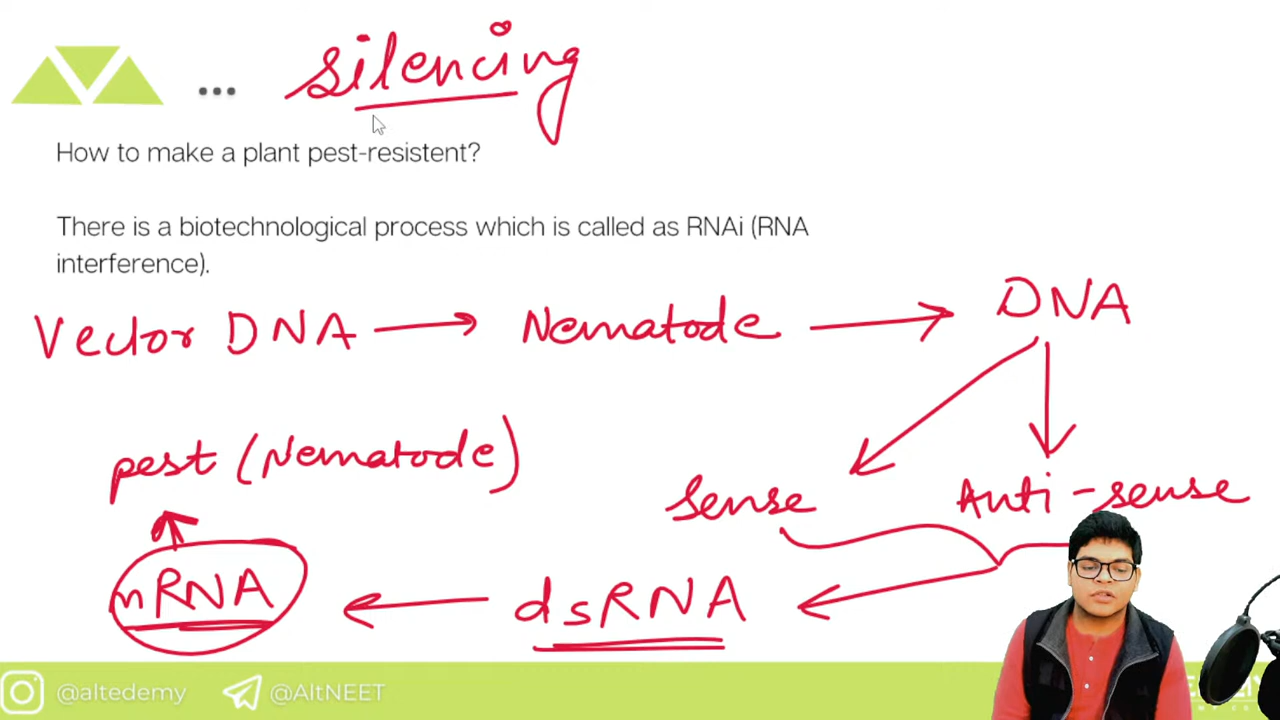 ... silencing
How to make a plant pest-resistent?
There is a biotechnological process which is called as RNAi (RNA
interference).
Vector DNA → Nematode → DNA
pest (Nematode)
Sense Anti-sense
mRNA ← dsRNA
@altedemy @AltNEET